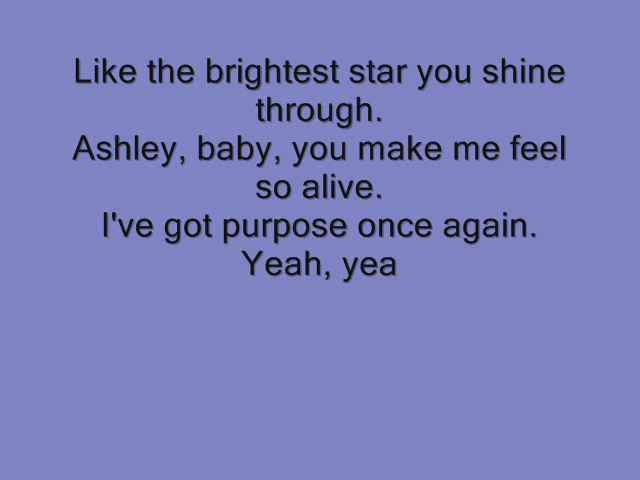 Like the brightest star you shine
through.
Ashley, baby, you make me feel
so alive.
I've got purpose once again.
Yeah, yea